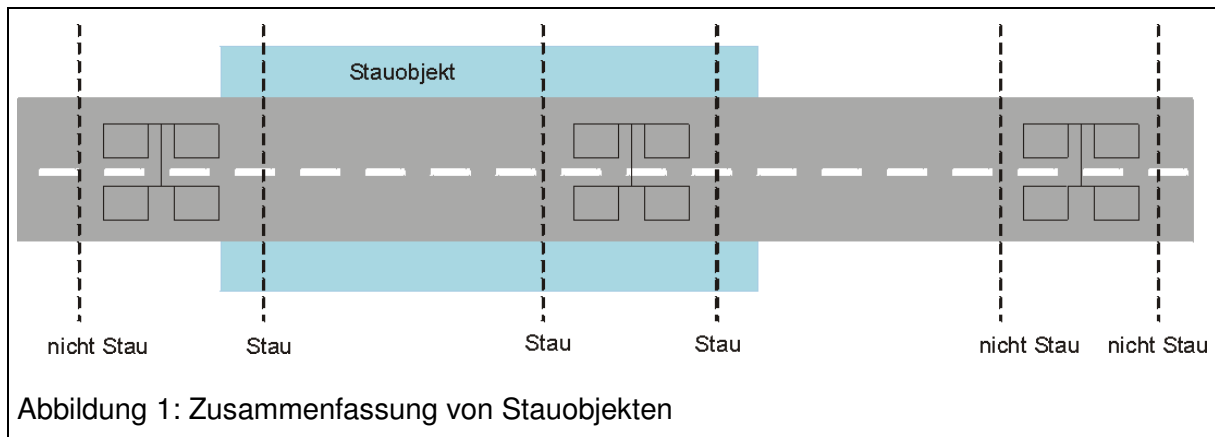 Stauobjekt
nicht Stau
Stau
Stau
Stau
nicht Stau
nicht Stau
Abbildung 1: Zusammenfassung von Stauobjekten